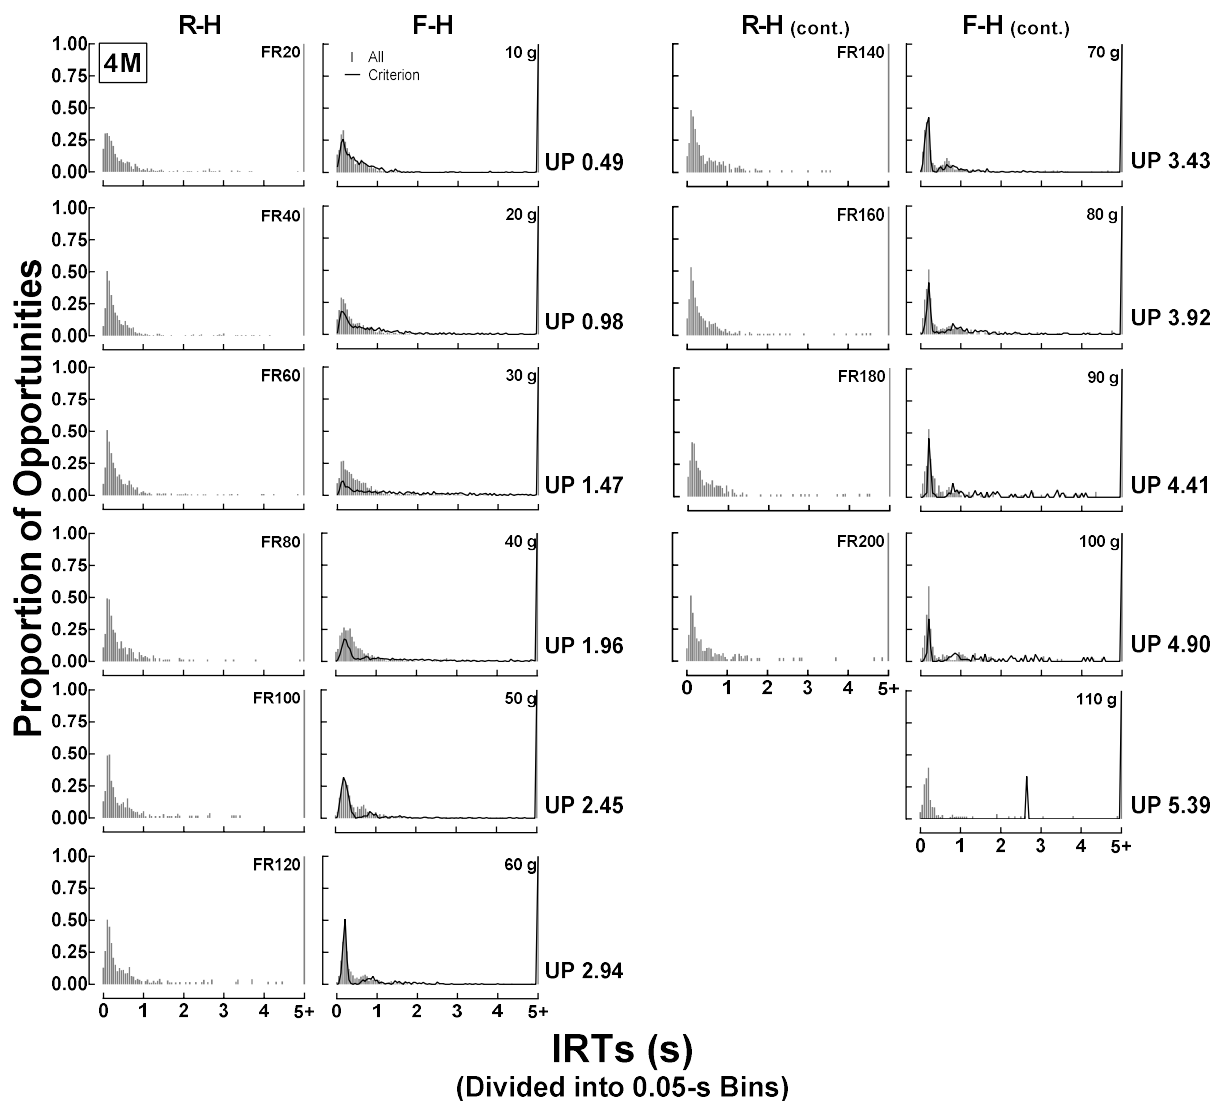 R-H F-H R-H (cont.) F-H (cont.)
4M
All
Criterion
Proportion of Opportunities
1.00 FR20 10 g FR140 70 g
0.75
0.50
0.25
0.00
UP 0.49 UP 3.43
1.00 FR40 20 g FR160 80 g
0.75
0.50
0.25
0.00
UP 0.98 UP 3.92
1.00 FR60 30 g FR180 90 g
0.75
0.50
0.25
0.00
UP 1.47 UP 4.41
1.00 FR80 40 g FR200 100 g
0.75
0.50
0.25
0.00
UP 1.96 UP 4.90
0 1 2 3 4 5+
1.00 FR100 50 g 110 g
0.75
0.50
0.25
0.00
UP 2.45 UP 5.39
0 1 2 3 4 5+
1.00 FR120 60 g
0.75
0.50
0.25
0.00
UP 2.94
0 1 2 3 4 5+ 0 1 2 3 4 5+
IRTs (s)
(Divided into 0.05-s Bins)